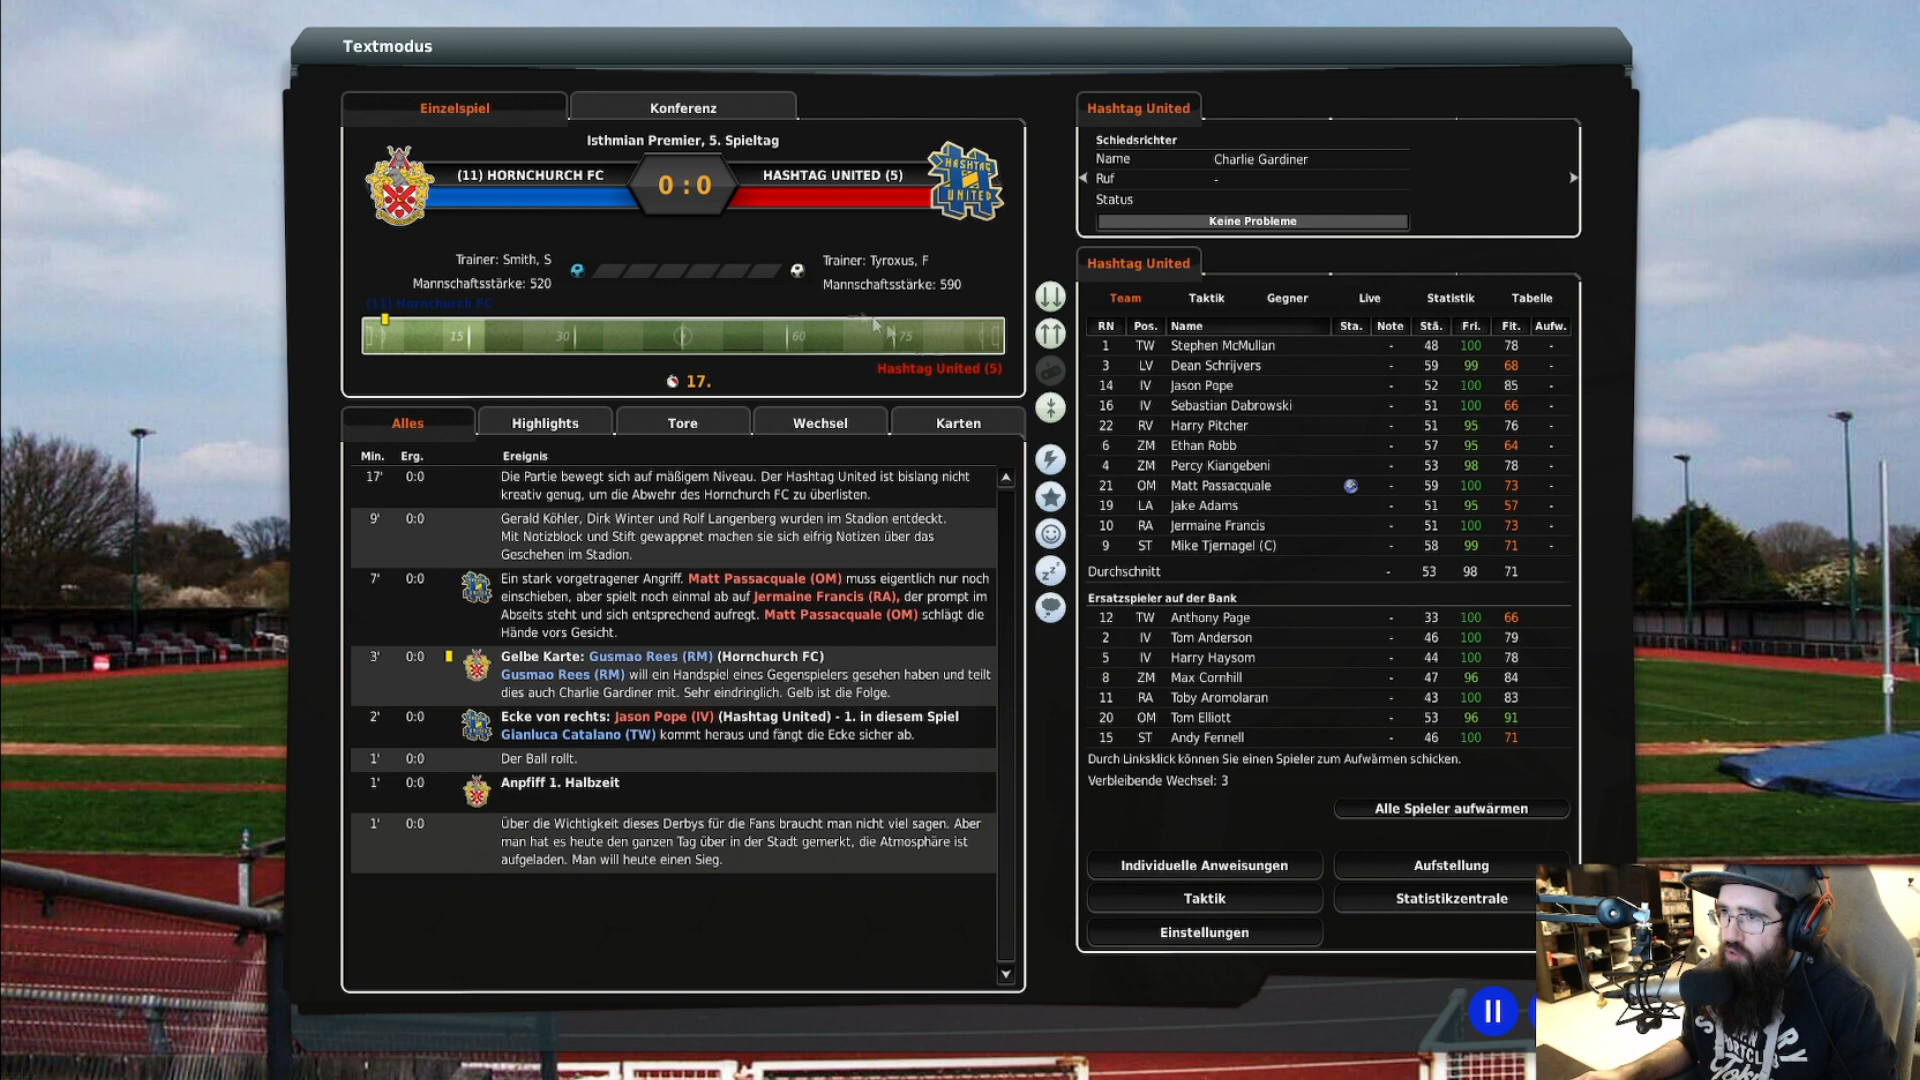 Textmodus
Einzelspiel
Konferenz
Isthmian Premier, 5. Spieltag
(11) HORNCHURCH FC
0 : 0
HASHTAG UNITED (5)
HASHTAG
UNITED
Trainer: Smith, S
Trainer: Tyroxus, F
Mannschaftsstärke: 520
Mannschaftsstärke: 590
(11) Hornchurch FC
15 30 60 75
Hashtag United (5)
17.
Alles Highlights Tore Wechsel Karten
Min. Erg. Ereignis
17' 0:0 Die Partie bewegt sich auf mäßigem Niveau. Der Hashtag United ist bislang nicht
kreativ genug, um die Abwehr des Hornchurch FC zu überlisten.
9' 0:0 Gerald Köhler, Dirk Winter und Rolf Langenberg wurden im Stadion entdeckt.
Mit Notizblock und Stift gewappnet machen sie sich eifrig Notizen über das
Geschehen im Stadion.
7' 0:0 Ein stark vorgetragener Angriff. Matt Passacquale (OM) muss eigentlich nur noch
einschieben, aber spielt noch einmal ab auf Jermaine Francis (RA), der prompt im
Abseits steht und sich entsprechend aufregt. Matt Passacquale (OM) schlägt die
Hände vors Gesicht.
3' 0:0 Gelbe Karte: Gusmao Rees (RM) (Hornchurch FC)
Gusmao Rees (RM) will ein Handspiel eines Gegenspielers gesehen haben und teilt
dies auch Charlie Gardiner mit. Sehr eindringlich. Gelb ist die Folge.
2' 0:0 Ecke von rechts: Jason Pope (IV) (Hashtag United) - 1. in diesem Spiel
Gianluca Catalano (TW) kommt heraus und fängt die Ecke sicher ab.
1' 0:0 Der Ball rollt.
1' 0:0 Anpfiff 1. Halbzeit
1' 0:0 Über die Wichtigkeit dieses Derbys für die Fans braucht man nicht viel sagen. Aber
man hat es heute den ganzen Tag über in der Stadt gemerkt, die Atmosphäre ist
aufgeladen. Man will heute einen Sieg.
z z z
Hashtag United
Schiedsrichter
Name Charlie Gardiner
Ruf -
Status
Keine Probleme
Hashtag United
Team Taktik Gegner Live Statistik Tabelle
RN Pos. Name Sta. Note Stä. Fri. Fit. Aufw.
1 TW Stephen McMullan - 48 100 78 -
3 LV Dean Schrijvers - 59 99 68 -
14 IV Jason Pope - 52 100 85 -
16 IV Sebastian Dabrowski - 51 100 66 -
22 RV Harry Pitcher - 51 95 76 -
6 ZM Ethan Robb - 57 95 64 -
4 ZM Percy Kiangebeni - 53 98 78 -
21 OM Matt Passacquale - 59 100 73 -
19 LA Jake Adams - 51 95 57 -
10 RA Jermaine Francis - 51 100 73 -
9 ST Mike Tjernagel (C) - 58 99 71 -
Durchschnitt - 53 98 71
Ersatzspieler auf der Bank
12 TW Anthony Page - 33 100 66
2 IV Tom Anderson - 46 100 79
5 IV Harry Haysom - 44 100 78
8 ZM Max Cornhill - 47 96 84
11 RA Toby Aromolaran - 43 100 83
20 OM Tom Elliott - 53 96 91
15 ST Andy Fennell - 46 100 71
Durch Linksklick können Sie einen Spieler zum Aufwärmen schicken.
Verbleibende Wechsel: 3
Alle Spieler aufwärmen
Individuelle Anweisungen
Aufstellung
Taktik
Statistikzentrale
Einstellungen